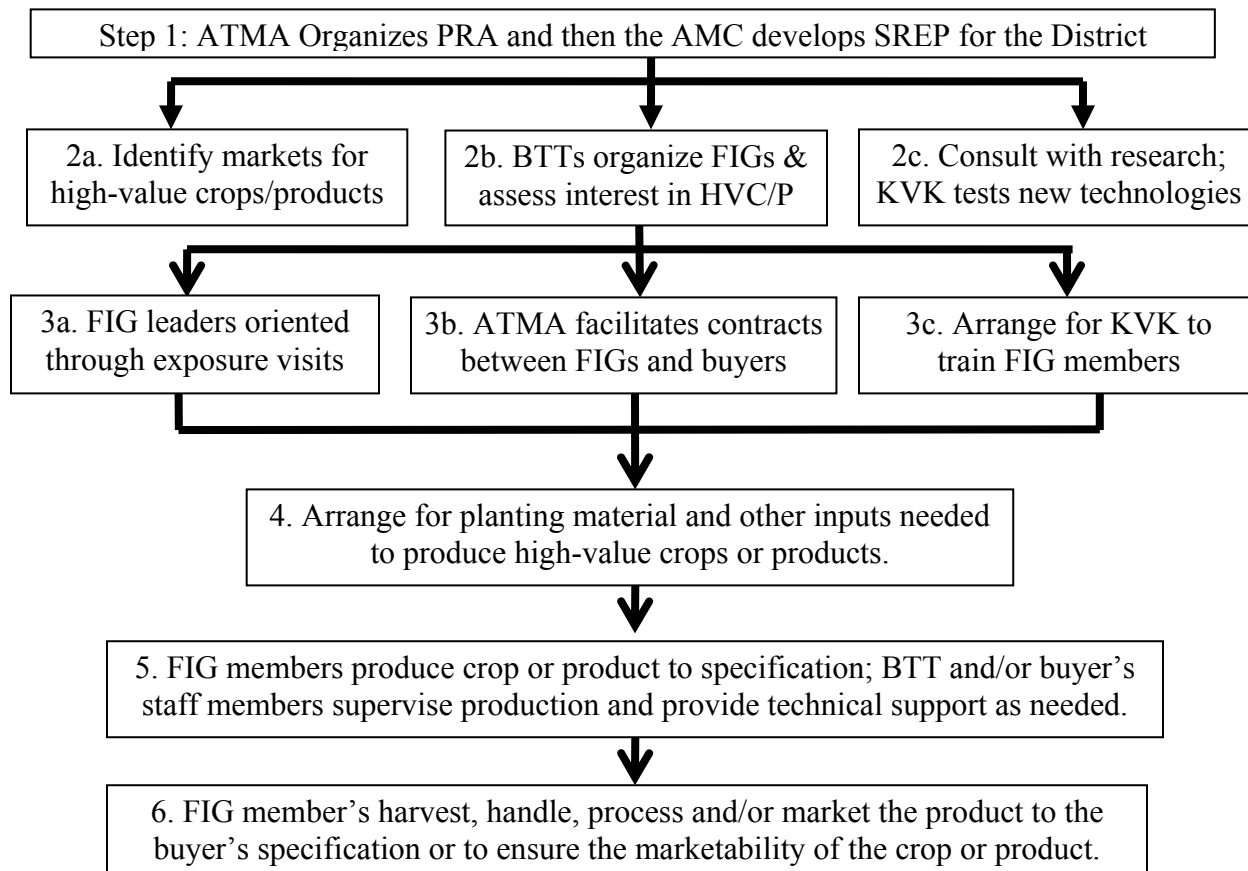 Step 1: ATMA Organizes PRA and then the AMC develops SREP for the District
2a. Identify markets for
high-value crops/products
2b. BTTs organize FIGs &
assess interest in HVC/P
2c. Consult with research;
KVK tests new technologies
3a. FIG leaders oriented
through exposure visits
3b. ATMA facilitates contracts
between FIGs and buyers
3c. Arrange for KVK to
train FIG members
4. Arrange for planting material and other inputs needed
to produce high-value crops or products.
5. FIG members produce crop or product to specification; BTT and/or buyer’s
staff members supervise production and provide technical support as needed.
6. FIG member’s harvest, handle, process and/or market the product to the
buyer’s specification or to ensure the marketability of the crop or product.